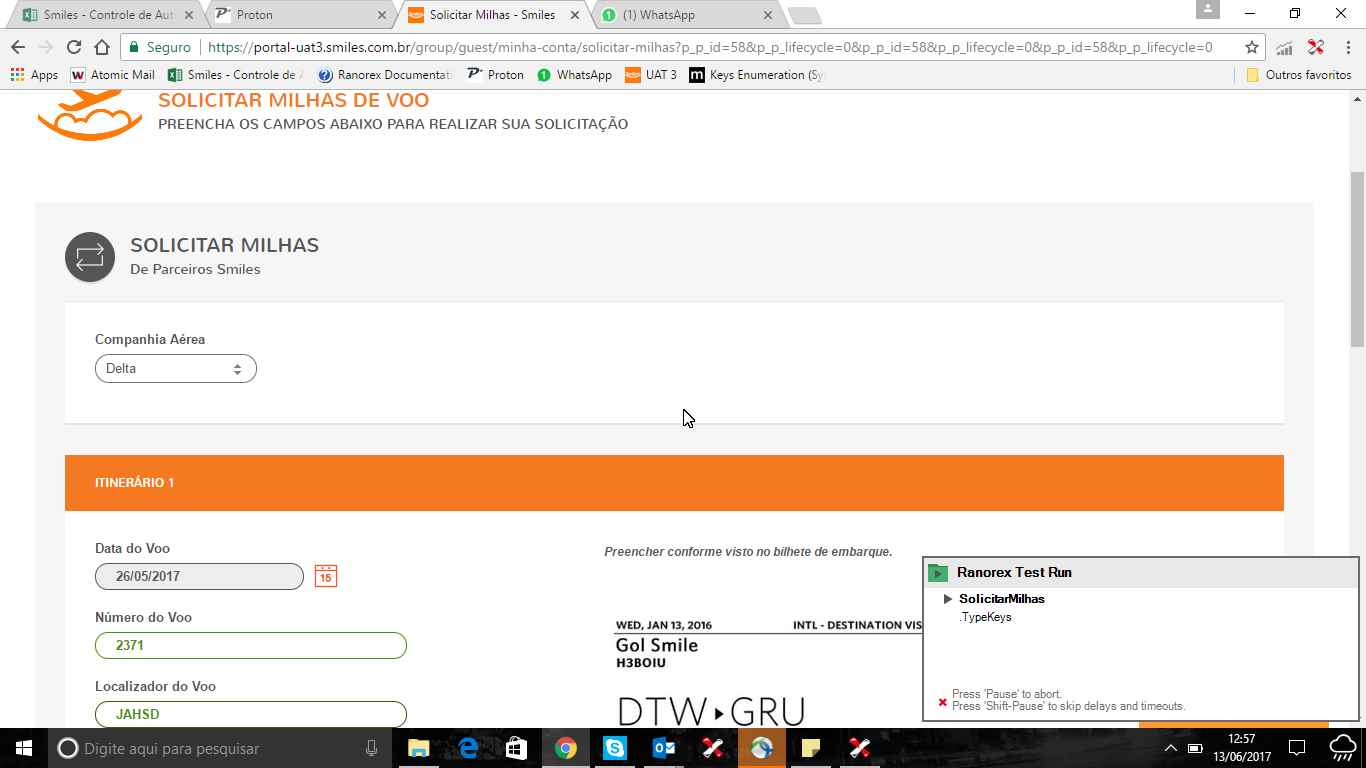 Smiles - Controle de Aut
Proton
Solicitar Milhas - Smiles
(1) WhatsApp
Seguro
https://portal-uat3.smiles.com.br/group/guest/minha-conta/solicitar-milhas?p_p_id=58&p_p_lifecycle=0&p_p_id=58&p_p_lifecycle=0&p_p_id=58&p_p_lifecycle=0
Apps
Atomic Mail
Smiles - Controle de A
Ranorex Documentati
Proton
WhatsApp
UAT 3
Keys Enumeration (Sy
Outros favoritos
SOLICITAR MILHAS DE VOO
PREENCHA OS CAMPOS ABAIXO PARA REALIZAR SUA SOLICITAÇÃO
SOLICITAR MILHAS
De Parceiros Smiles
Companhia Aérea
Delta
ITINERÁRIO 1
Data do Voo
26/05/2017
15
Número do Voo
2371
Localizador do Voo
JAHSD
Preencher conforme visto no bilhete de embarque.
WED, JAN 13, 2016
INTL - DESTINATION VIS
Gol Smile
H3BOIU
DTW▸GRU
Ranorex Test Run
SolicitarMilhas
.TypeKeys
Press 'Pause' to abort.
Press 'Shift-Pause' to skip delays and timeouts.
Digite aqui para pesquisar
12:57
13/06/2017